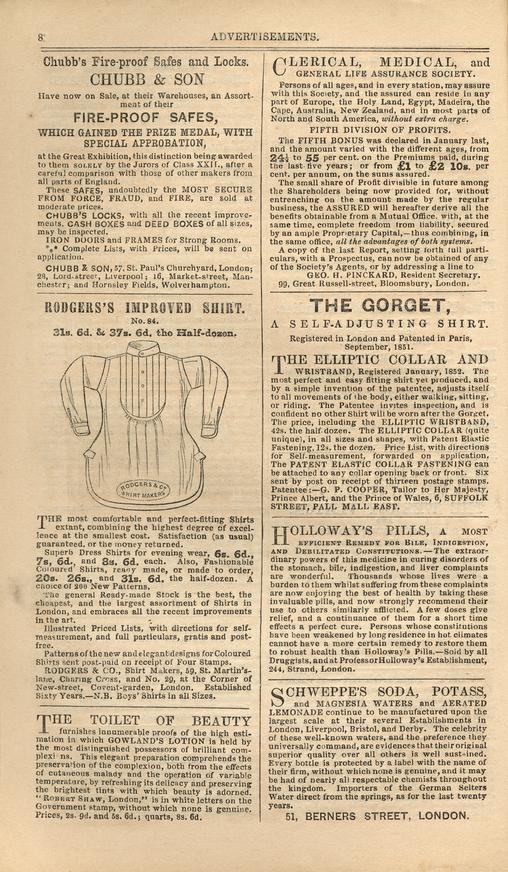 8
ADVERTISEMENTS.
Chubb's Fire-proof Safes and Locks.
CHUBB & SON
Have now on Sale, at their Warehouses, an Assort-
ment of their
FIRE-PROOF SAFES,
WHICH GAINED THE PRIZE MEDAL, WITH
SPECIAL APPROBATION,
at the Great Exhibition, this distinction being awarded
to them SOLELY by the Jurors of Class XXII., after a
careful comparison with those of other makers from
all parts of England.
These SAFES, undoubtedly the MOST SECURE
FROM FORCE, FRAUD, and FIRE, are sold at
moderate prices.
CHUBB'S LOCKS, with all the recent improve-
ments. CASH BOXES and DEED BOXES of all sizes,
may be inspected.
IRON DOORS and FRAMES for Strong Rooms.
*** Complete Lists, with Prices, will be sent on
application.
CHUBB & SON, 57, St. Paul's Churchyard, London;
28, Lord-street, Liverpool; 16, Market-street, Man-
chester; and Hornsley Fields, Wolverhampton.
RODGERS'S IMPROVED SHIRT.
No. 84.
31s. 6d. & 37s. 6d. the Half-dozen.
RODGERS & CO
SHIRT MAKERS
THE most comfortable and perfect-fitting Shirts
extant, combining the highest degree of excel-
lence at the smallest cost. Satisfaction (as usual)
guaranteed, or the money returned.
Superb Dress Shirts for evening wear, 6s. 6d.,
7s, 6d., and 8s. 6d. each. Also, Fashionable
Coloured Shirts, ready made, or made to order,
20s. 26s., and 31s. 6d. the half-dozen. A
choice of 200 New Patterns.
The general Ready-made Stock is the best, the
cheapest, and the largest assortment of Shirts in
London, and embraces all the recent improvements
in the art.
Illustrated Priced Lists, with directions for self-
measurement, and full particulars, gratis and post-
free.
Patterns of the new and elegant designs for Coloured
Shirts sent post-paid on receipt of Four Stamps.
RODGERS & CO., Shirt Makers, 59, St. Martin's-
lane, Charing Cross, and No. 29, at the Corner of
New-street, Covent-garden, London. Established
Sixty Years.—N.B. Boys' Shirts in all Sizes.
THE TOILET OF BEAUTY
furnishes innumerable proofs of the high esti-
mation in which GOWLAND'S LOTION is held by
the most distinguished possessors of brilliant com-
plexions. This elegant preparation comprehends the
preservation of the complexion, both from the effects
of cutaneous malady and the operation of variable
temperature, by refreshing its delicacy and preserving
the brightest tints with which beauty is adorned.
"ROBERT SHAW, London," is in white letters on the
Government stamp, without which none is genuine.
Prices, 2s. 9d. and 5s. 6d.; quarts, 8s. 6d.
CLERICAL, MEDICAL, and
GENERAL LIFE ASSURANCE SOCIETY.
Persons of all ages, and in every station, may assure
with this Society, and the assured can reside in any
part of Europe, the Holy Land, Egypt, Madeira, the
Cape, Australia, New Zealand, and in most parts of
North and South America, without extra charge.
FIFTH DIVISION OF PROFITS.
The FIFTH BONUS was declared in January last,
and the amount varied with the different ages, from
24½ to 55 per cent. on the Premiums paid, during
the last five years; or from £1 to £2 10s. per
cent. per annum, on the sums assured.
The small share of Profit divisible in future among
the Shareholders being now provided for, without
entrenching on the amount made by the regular
business, the ASSURED will hereafter derive all the
benefits obtainable from a Mutual Office, with, at the
same time, complete freedom from liability, secured
by an ample Proprietary Capital,—thus combining, in
the same office, all the advantages of both systems.
A copy of the last Report, setting forth full parti-
culars, with a Prospectus, can now be obtained of any
of the Society's Agents, or by addressing a line to
GEO. H. PINCKARD, Resident Secretary.
99, Great Russell-street, Bloomsbury, London.
THE GORGET,
A SELF-ADJUSTING SHIRT.
Registered in London and Patented in Paris,
September, 1851.
THE ELLIPTIC COLLAR AND
WRISTBAND, Registered January, 1852. The
most perfect and easy fitting shirt yet produced, and
by a simple invention of the patentee, adjusts itself
to all movements of the body, either walking, sitting,
or riding. The Patentee invites inspection, and is
confident no other Shirt will be worn after the Gorget.
The price, including the ELLIPTIC WRISTBAND,
42s. the half dozen. The ELLIPTIC COLLAR (quite
unique), in all sizes and shapes, with Patent Elastic
Fastening, 12s. the dozen. Price List, with directions
for Self-measurement, forwarded on application.
The PATENT ELASTIC COLLAR FASTENING can
be attached to any collar opening back or front. Six
sent by post on receipt of thirteen postage stamps.
Patentee:—G. P. COOPER, Tailor to Her Majesty,
Prince Albert, and the Prince of Wales, 6, SUFFOLK
STREET, PALL MALL EAST.
HOLLOWAY'S PILLS, A MOST
EFFICIENT REMEDY FOR BILE, INDIGESTION,
AND DEBILITATED CONSTITUTIONS.—The extraor-
dinary powers of this medicine in curing disorders of
the stomach, bile, indigestion, and liver complaints
are wonderful. Thousands whose lives were a
burden to them whilst suffering from these complaints
are now enjoying the best of health by taking these
invaluable pills, and now strongly recommend their
use to others similarly afflicted. A few doses give
relief, and a continuance of them for a short time
effects a perfect cure. Persons whose constitutions
have been weakened by long residence in hot climates
cannot have a more certain remedy to restore them
to robust health than Holloway's Pills.—Sold by all
Druggists, and at Professor Holloway's Establishment,
244, Strand, London.
SCHWEPPE'S SODA, POTASS,
and MAGNESIA WATERS and AERATED
LEMONADE continue to be manufactured upon the
largest scale at their several Establishments in
London, Liverpool, Bristol, and Derby. The celebrity
of these well-known waters, and the preference they
universally command, are evidences that their original
superior quality over all others is well sustained.
Every bottle is protected by a label with the name of
their firm, without which none is genuine, and it may
be had of nearly all respectable chemists throughout
the kingdom. Importers of the German Selters
Water direct from the springs, as for the last twenty
years.
51, BERNERS STREET, LONDON.